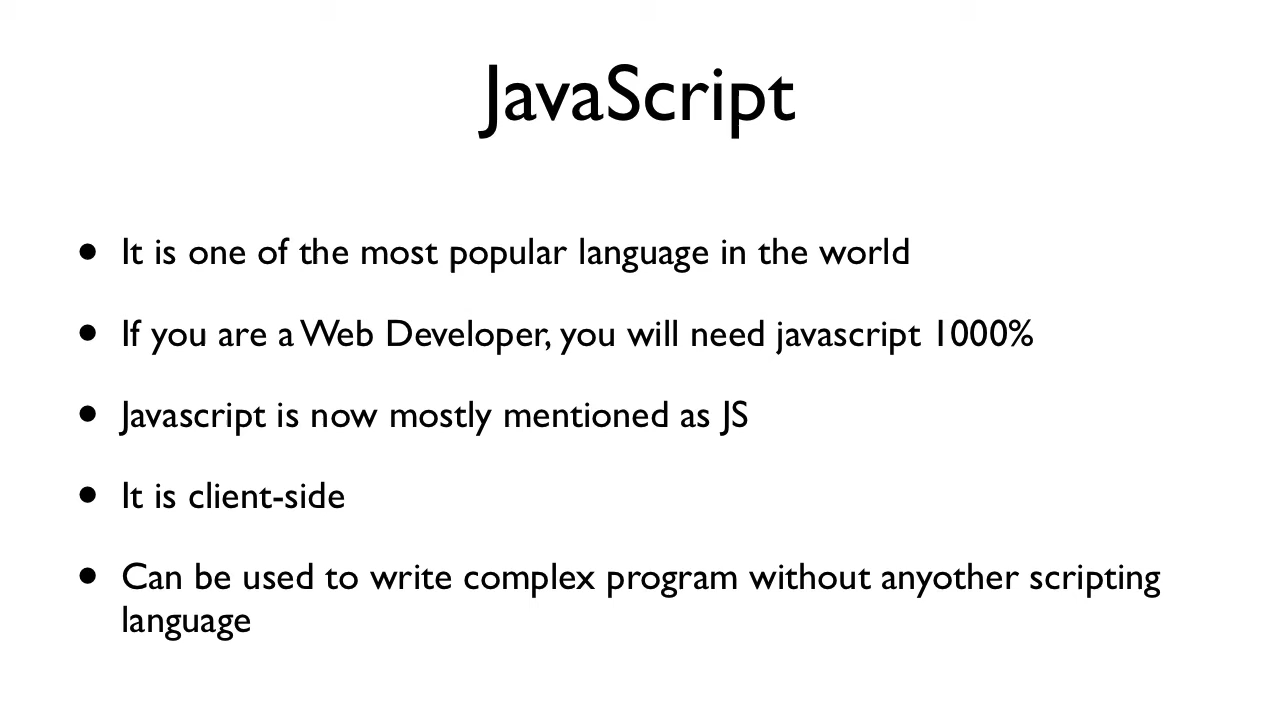 JavaScript
• It is one of the most popular language in the world
• If you are a Web Developer, you will need javascript 1000%
• Javascript is now mostly mentioned as JS
• It is client-side
• Can be used to write complex program without anyother scripting
language